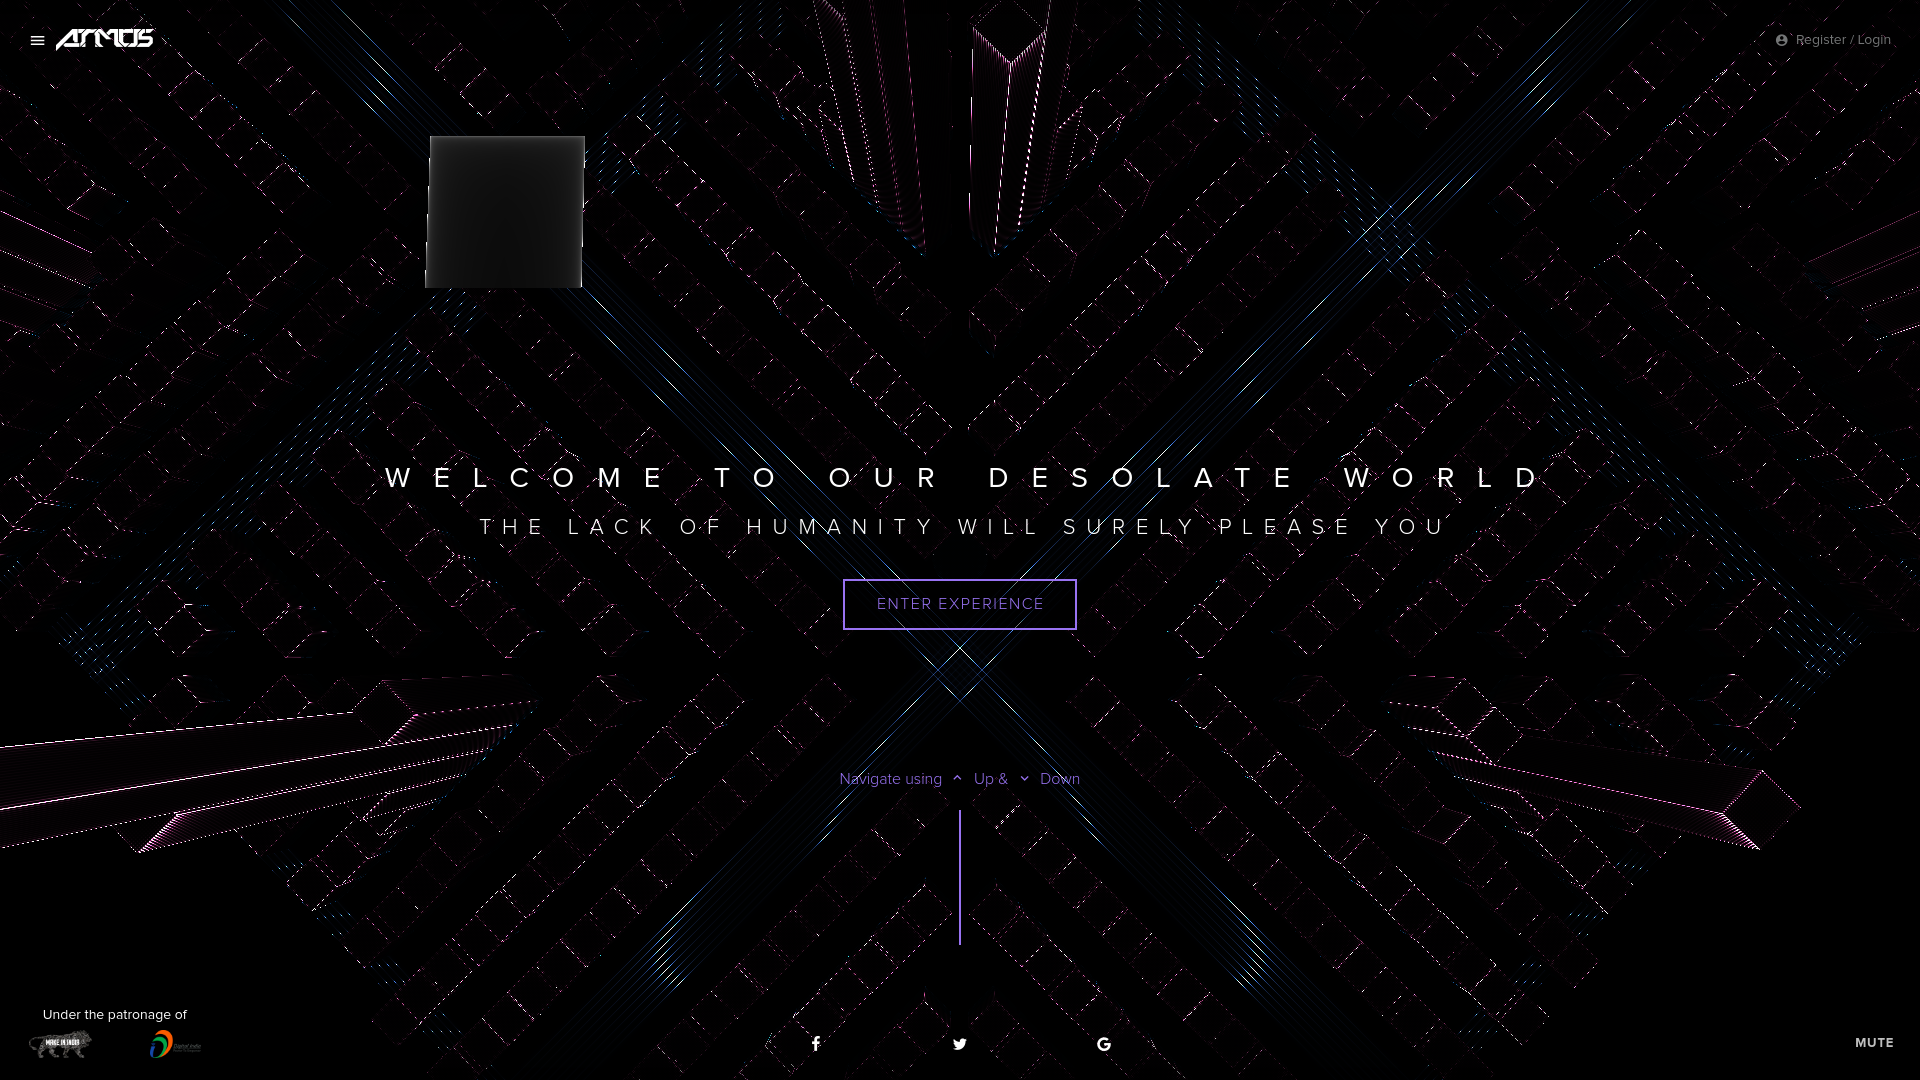 ATMOS
Register / Login
WELCOME TO OUR DESOLATE WORLD
THE LACK OF HUMANITY WILL SURELY PLEASE YOU
ENTER EXPERIENCE
Navigate using Up & Down
Under the patronage of
MAKE IN INDIA
Digital India
MUTE